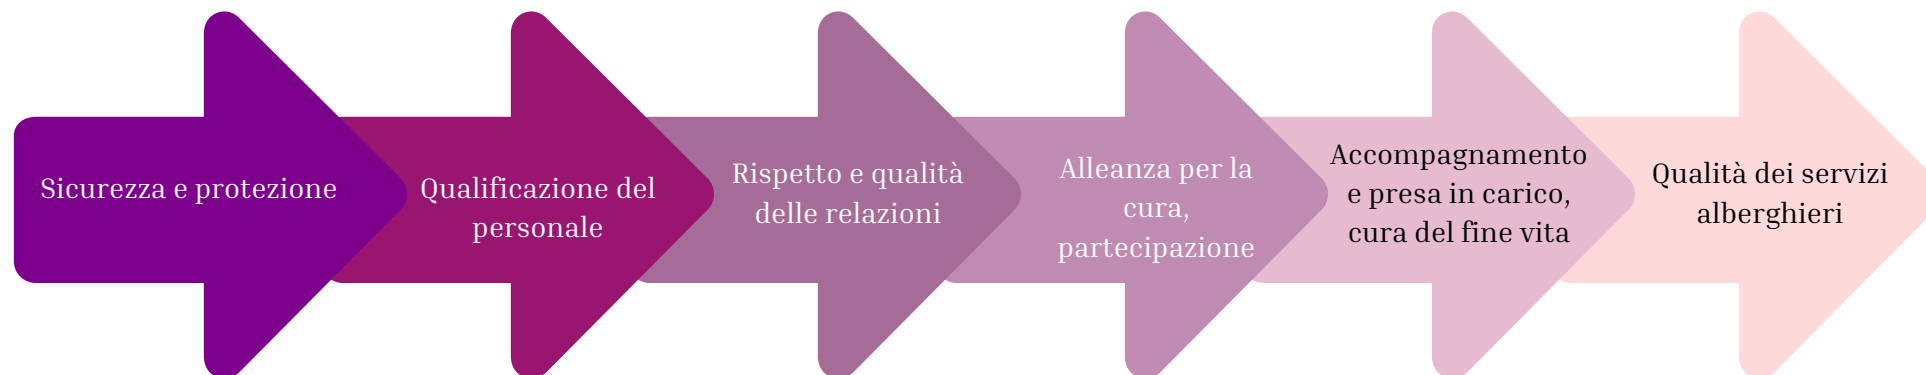 Sicurezza e protezione
Qualificazione del
personale
Rispetto e qualità
delle relazioni
Alleanza per la
cura,
partecipazione
Accompagnamento
e presa in carico,
cura del fine vita
Qualità dei servizi
alberghieri